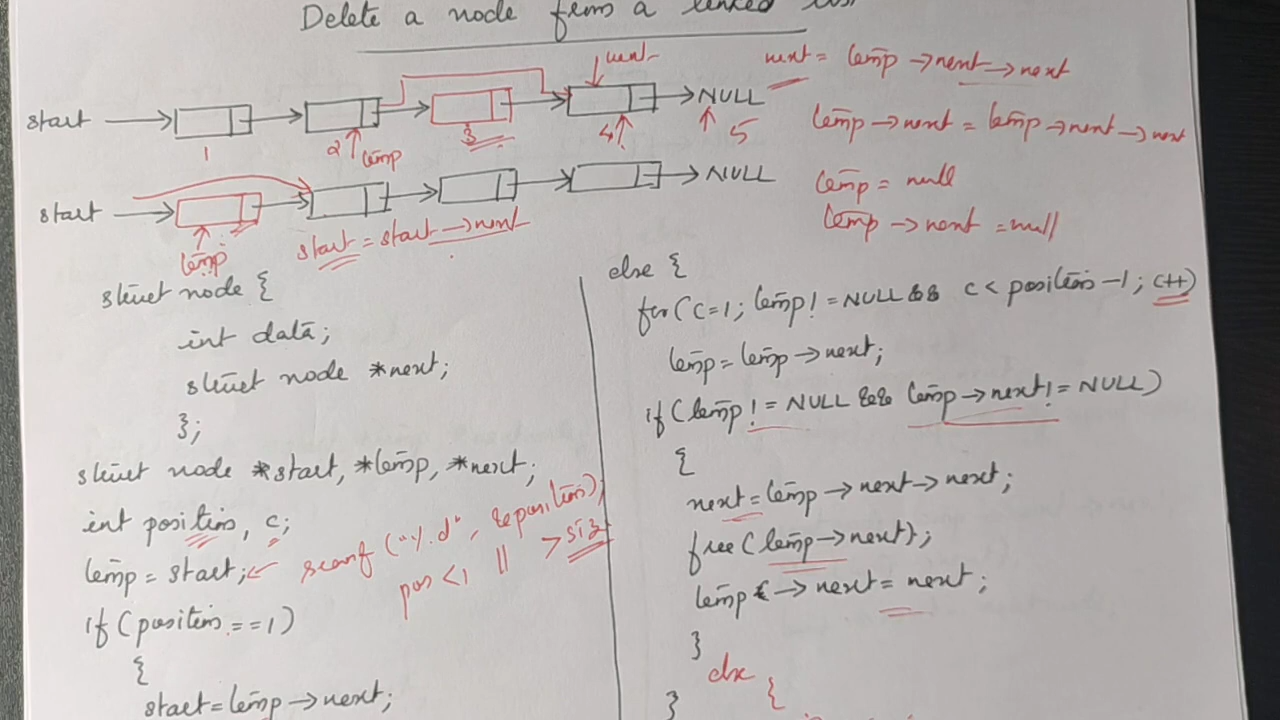 Delete a node from a linked list
next
start 1 2 3 4 NULL 5
temp
next = temp → next → next
temp → next = temp → next → next
start NULL
temp
start = start → next
temp = null
temp → next = null
struct node {
int data;
struct node *next;
};
struct node *start, *temp, *next;
int position, c;
temp = start; ← scanf ("%d", &position);
pos < 1 || > siz
if (position == 1)
{
start = temp → next;
else {
for (c=1; temp != NULL && c < position -1; c++)
temp = temp → next;
if (temp != NULL && temp → next != NULL)
{
next = temp → next → next;
free (temp → next);
temp → next = next;
}
else {
}